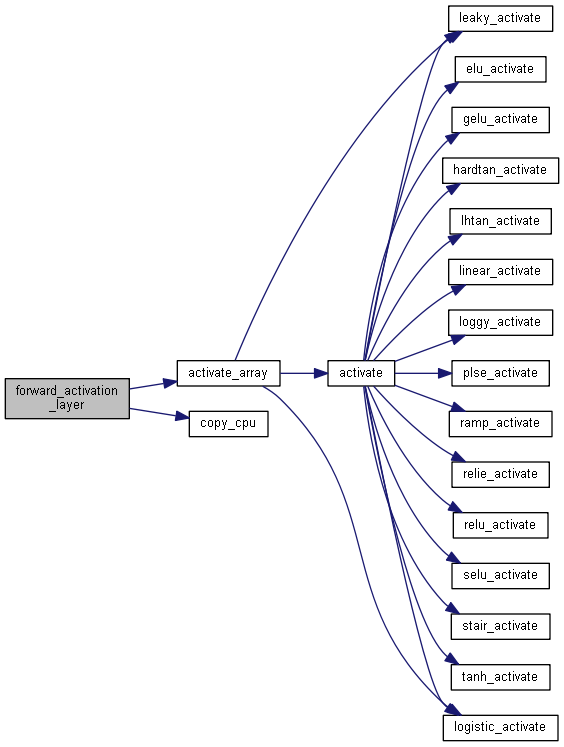 forward_activation
_layer
activate_array
copy_cpu
activate
leaky_activate
elu_activate
gelu_activate
hardtan_activate
lhtan_activate
linear_activate
loggy_activate
plse_activate
ramp_activate
relie_activate
relu_activate
selu_activate
stair_activate
tanh_activate
logistic_activate